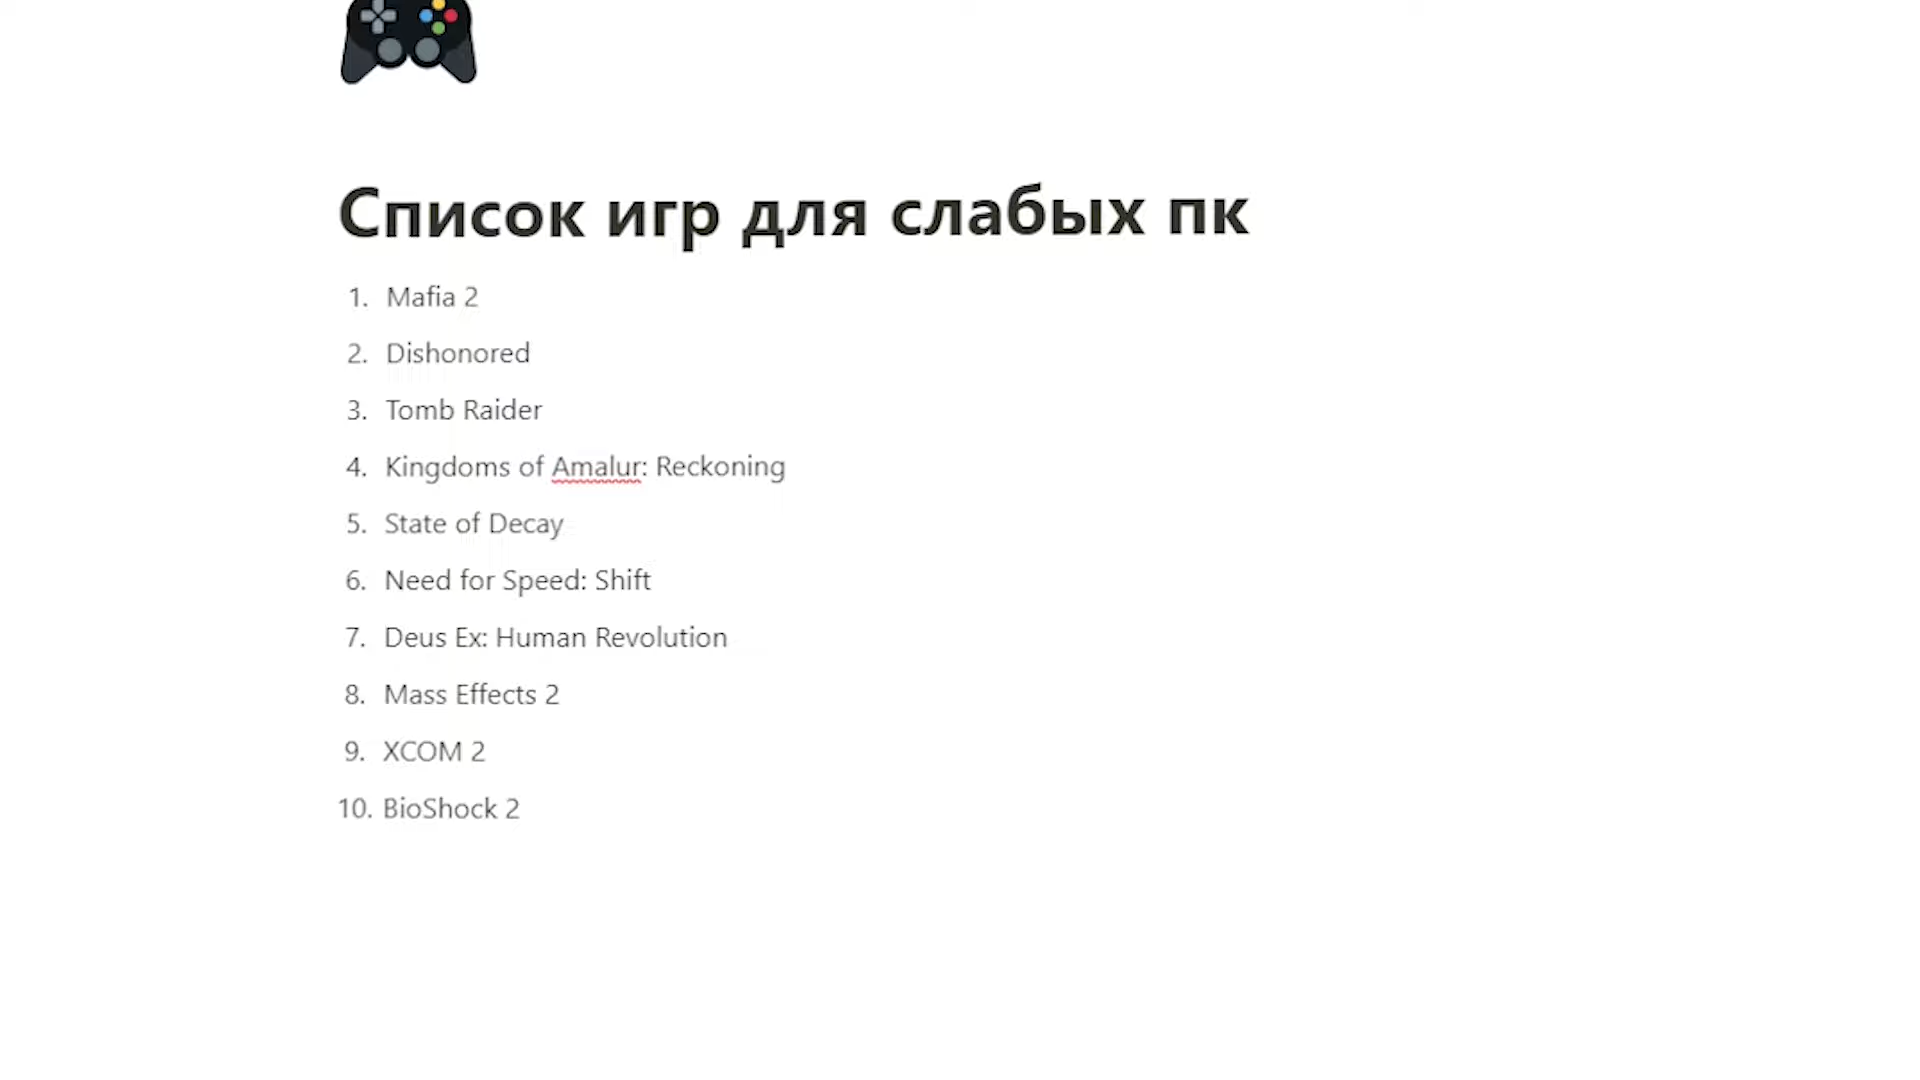 Список игр для слабых пк
1. Mafia 2
2. Dishonored
3. Tomb Raider
4. Kingdoms of Amalur: Reckoning
5. State of Decay
6. Need for Speed: Shift
7. Deus Ex: Human Revolution
8. Mass Effects 2
9. XCOM 2
10. BioShock 2